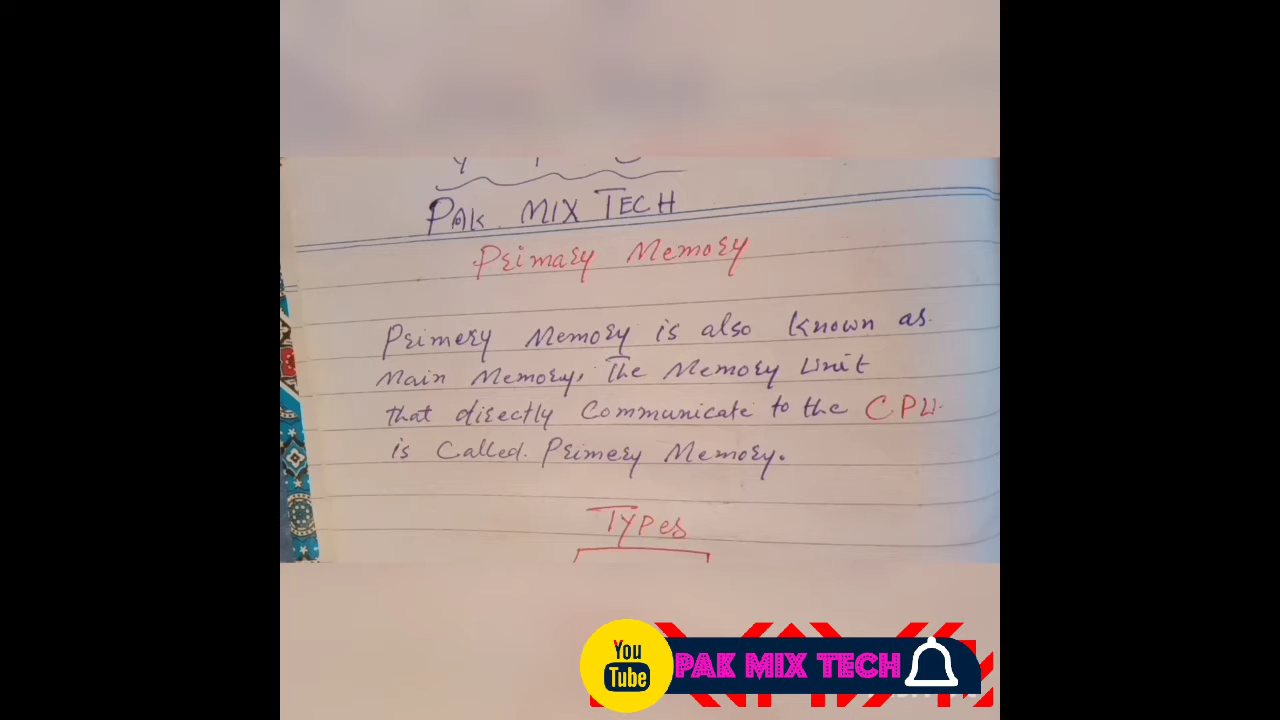 PAK MIX TECH
Primary Memory
Primery Memory is also known as
Main Memory, The Memory Unit
that directly communicate to the CPU
is called Primery Memory.
Types
You
Tube
PAK MIX TECH